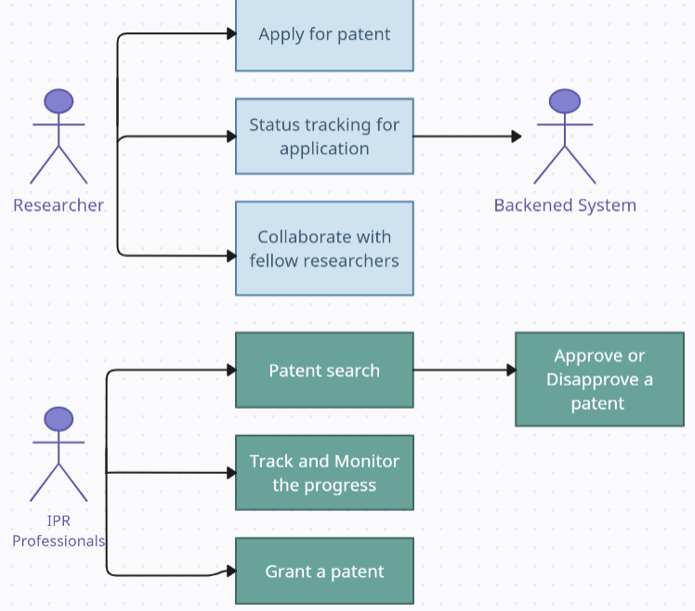 Apply for patent
Status tracking for
application
Researcher
Backened System
Collaborate with
fellow researchers
Patent search
Approve or
Disapprove a
patent
Track and Monitor
the progress
IPR
Professionals
Grant a patent